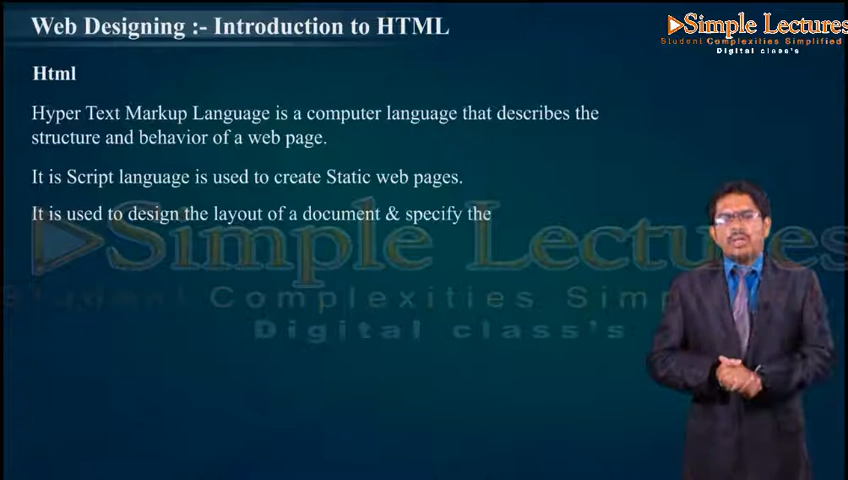 Web Designing :- Introduction to HTML
Simple Lectures
Student Complexities Simplified
Digital class's
Html
Hyper Text Markup Language is a computer language that describes the
structure and behavior of a web page.
It is Script language is used to create Static web pages.
It is used to design the layout of a document & specify the
Simple Lectures
Student Complexities Simp
Digital class's